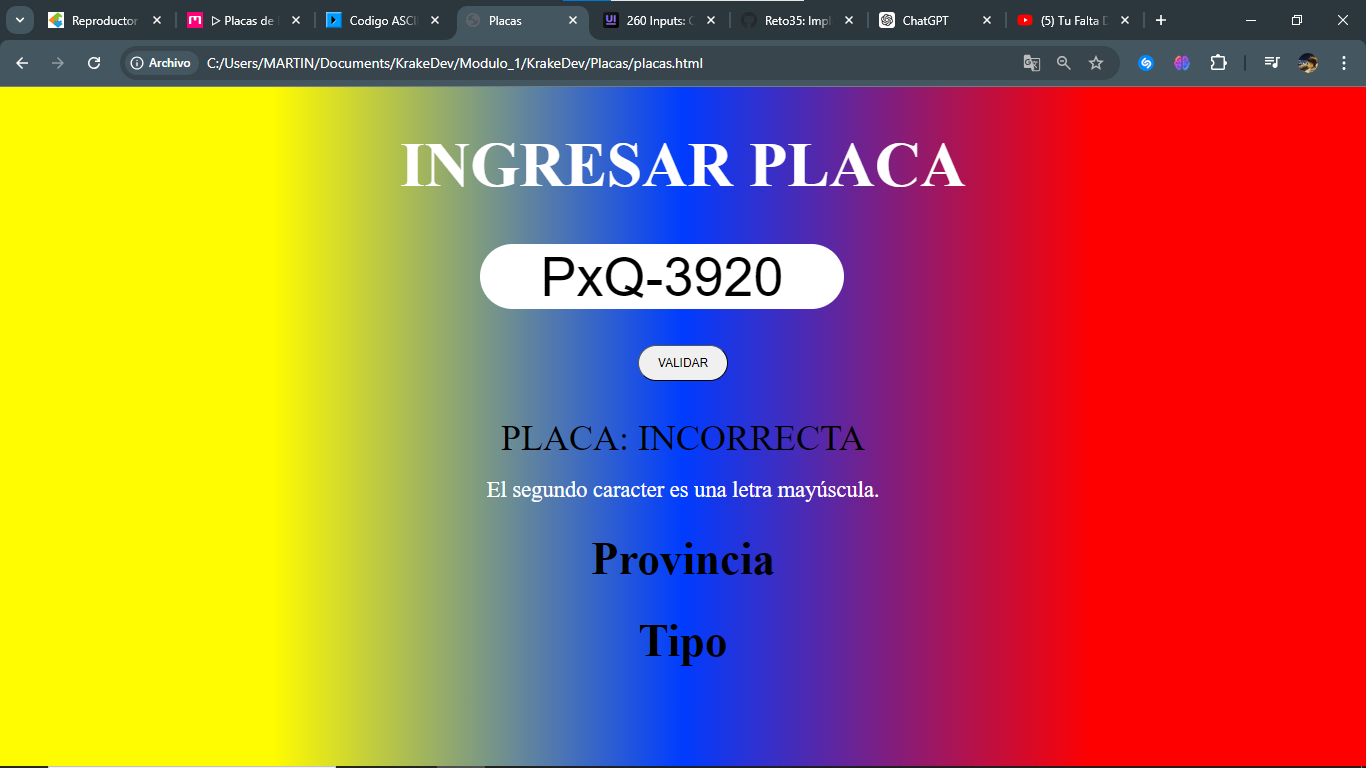 Reproductor
Placas de
Codigo ASCI
Placas
260 Inputs: C
Reto35: Impl
ChatGPT
(5) Tu Falta D
Archivo
C:/Users/MARTIN/Documents/KrakeDev/Modulo_1/KrakeDev/Placas/placas.html
INGRESAR PLACA
PxQ-3920
VALIDAR
PLACA: INCORRECTA
El segundo caracter es una letra mayúscula.
Provincia
Tipo